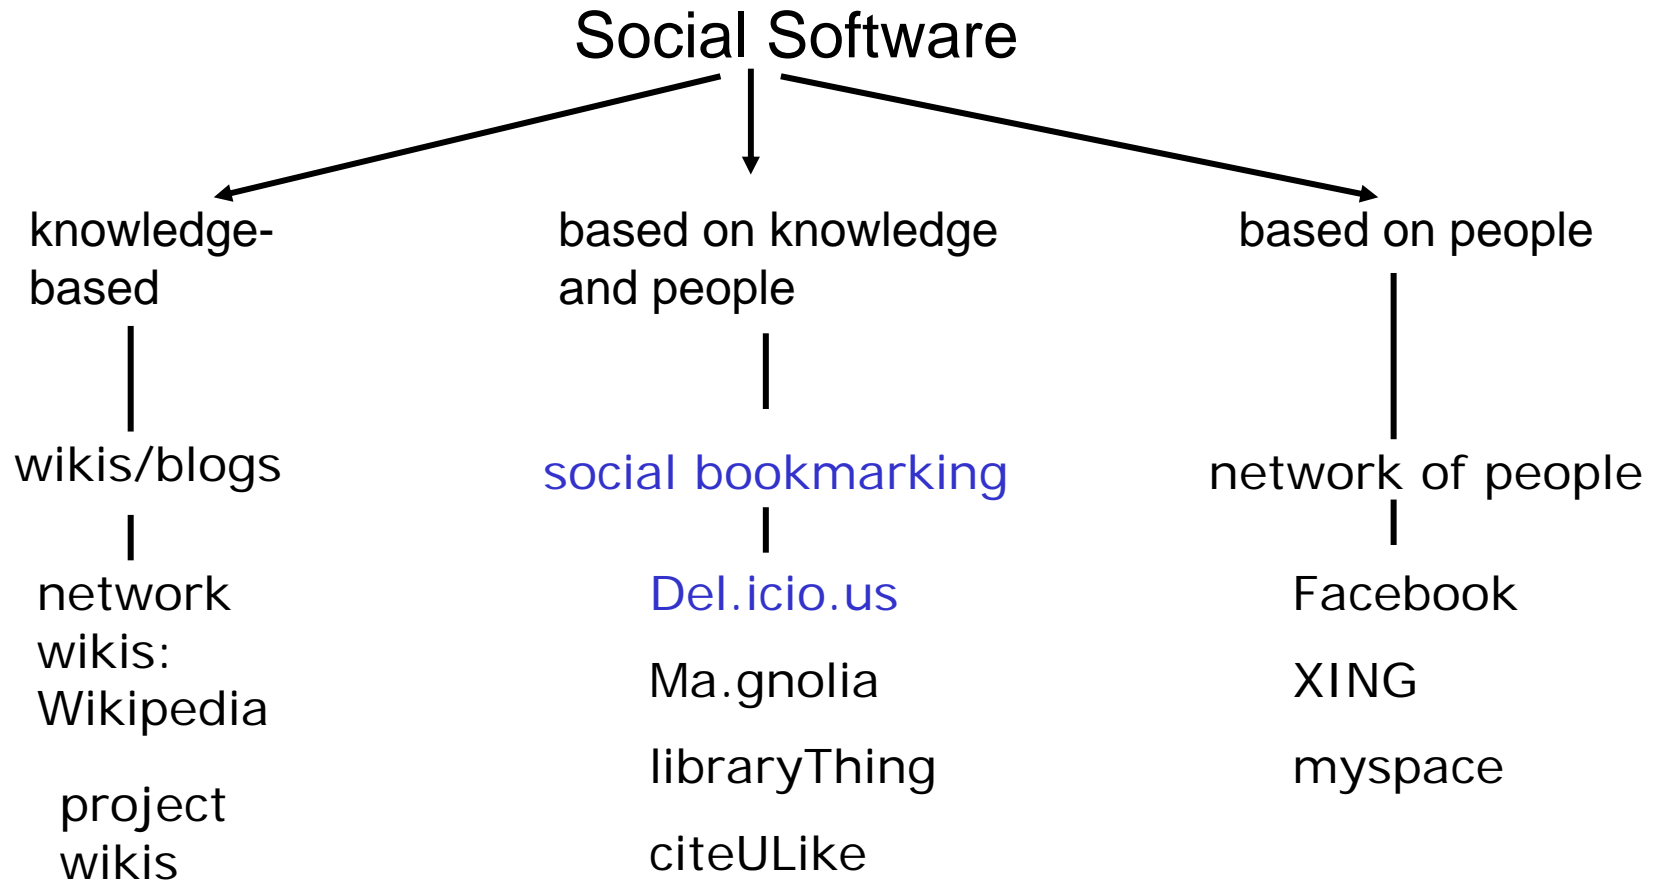 Social Software
knowledge-
based
based on knowledge
and people
based on people
wikis/blogs
social bookmarking
network of people
network
wikis:
Wikipedia
project
wikis
Del.icio.us
Ma.gnolia
libraryThing
citeULike
Facebook
XING
myspace